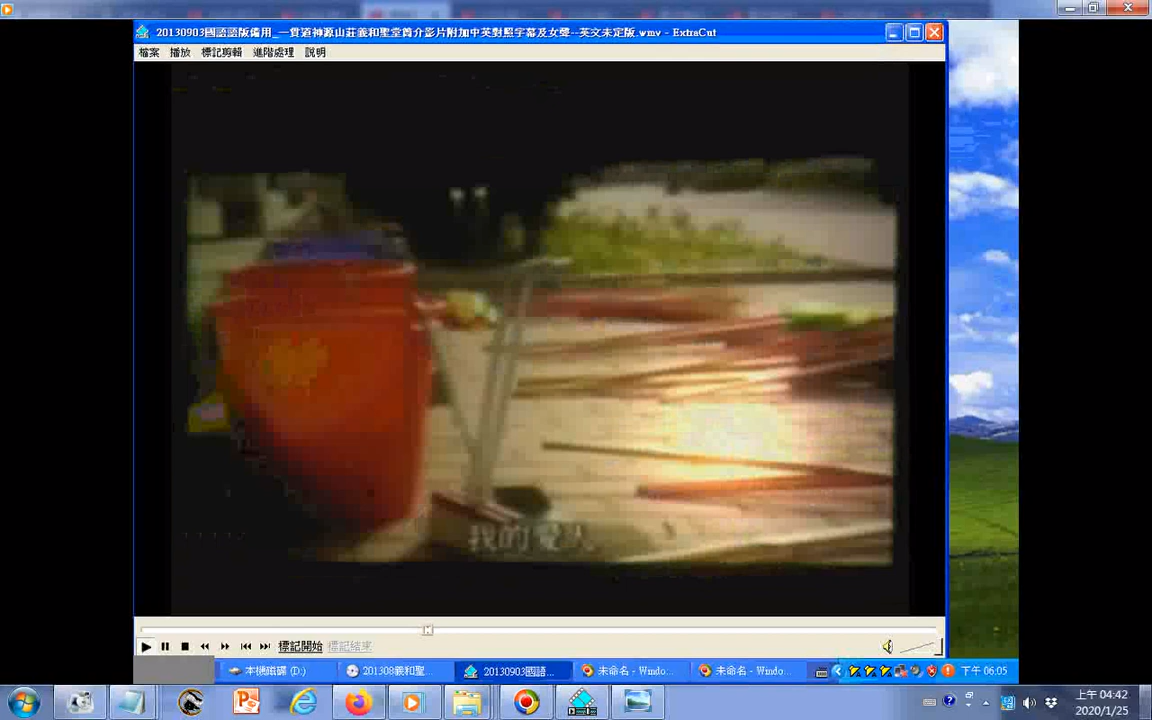 20130903國語語版備用_一貫道神源山莊義和聖堂簡介影片附加中英對照字幕及女聲--英文未定版.wmv - ExtraCut
檔案 播放 標記剪輯 進階處理 說明
我的愛人
標記開始 標記結束
本機磁碟 (D:) 201308義和聖... 20130903國語... 未命名 - Windo... 未命名 - Windo... 下午 06:05
上午 04:42
2020/1/25